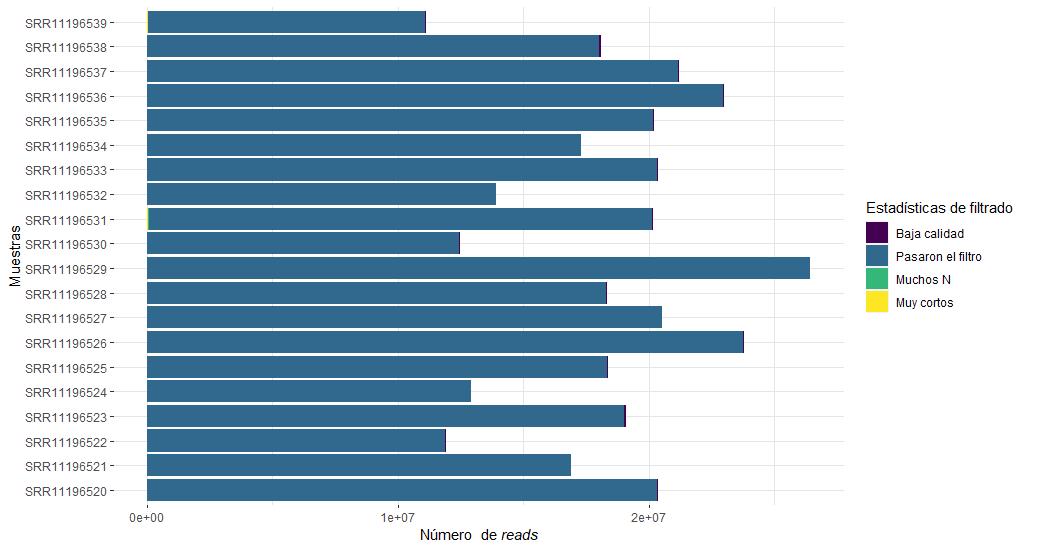 SRR11196539
SRR11196538
SRR11196537
SRR11196536
SRR11196535
SRR11196534
SRR11196533
SRR11196532
SRR11196531
SRR11196530
SRR11196529
SRR11196528
SRR11196527
SRR11196526
SRR11196525
SRR11196524
SRR11196523
SRR11196522
SRR11196521
SRR11196520
Muestras
0e+00 1e+07 2e+07
Número de reads
Estadísticas de filtrado
Baja calidad
Pasaron el filtro
Muchos N
Muy cortos